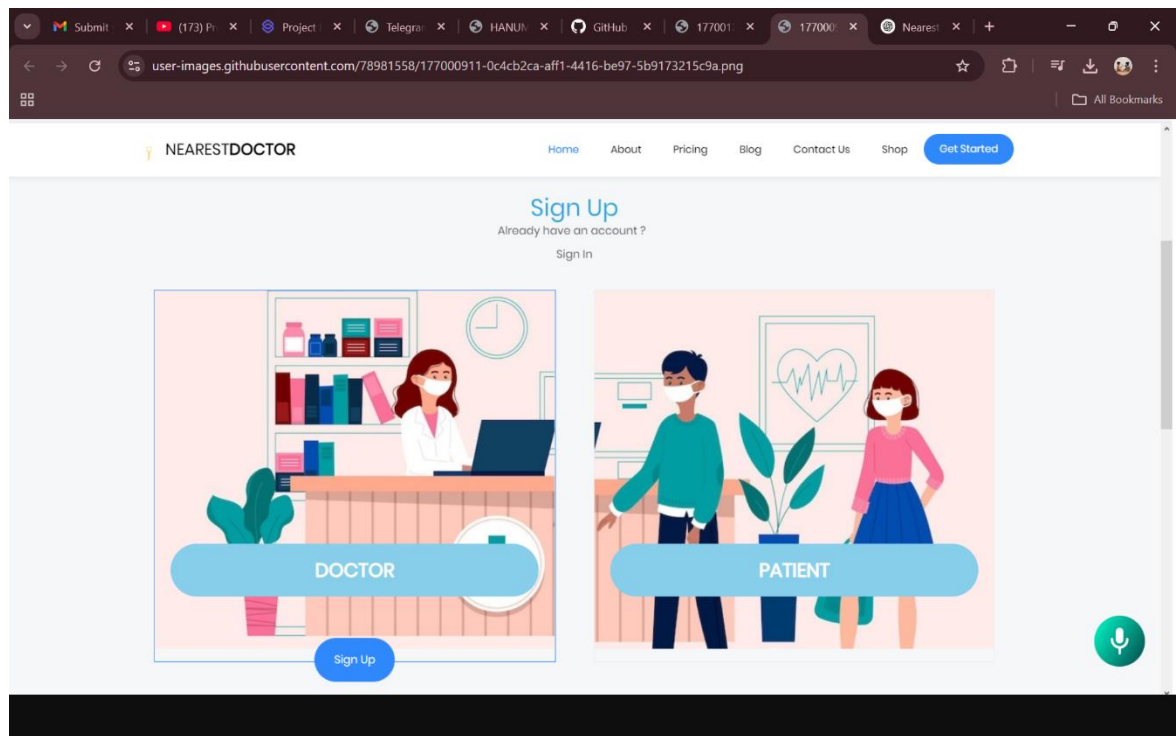 Submit (173) Pr Project Telegra HANUM GitHub 17700 17700 Nearest
user-images.githubusercontent.com/78981558/177000911-0c4cb2ca-aff1-4416-be97-5b9173215c9a.png
All Bookmarks
NEARESTDOCTOR Home About Pricing Blog Contact Us Shop Get Started
Sign Up
Already have an account ?
Sign In
DOCTOR PATIENT
Sign Up